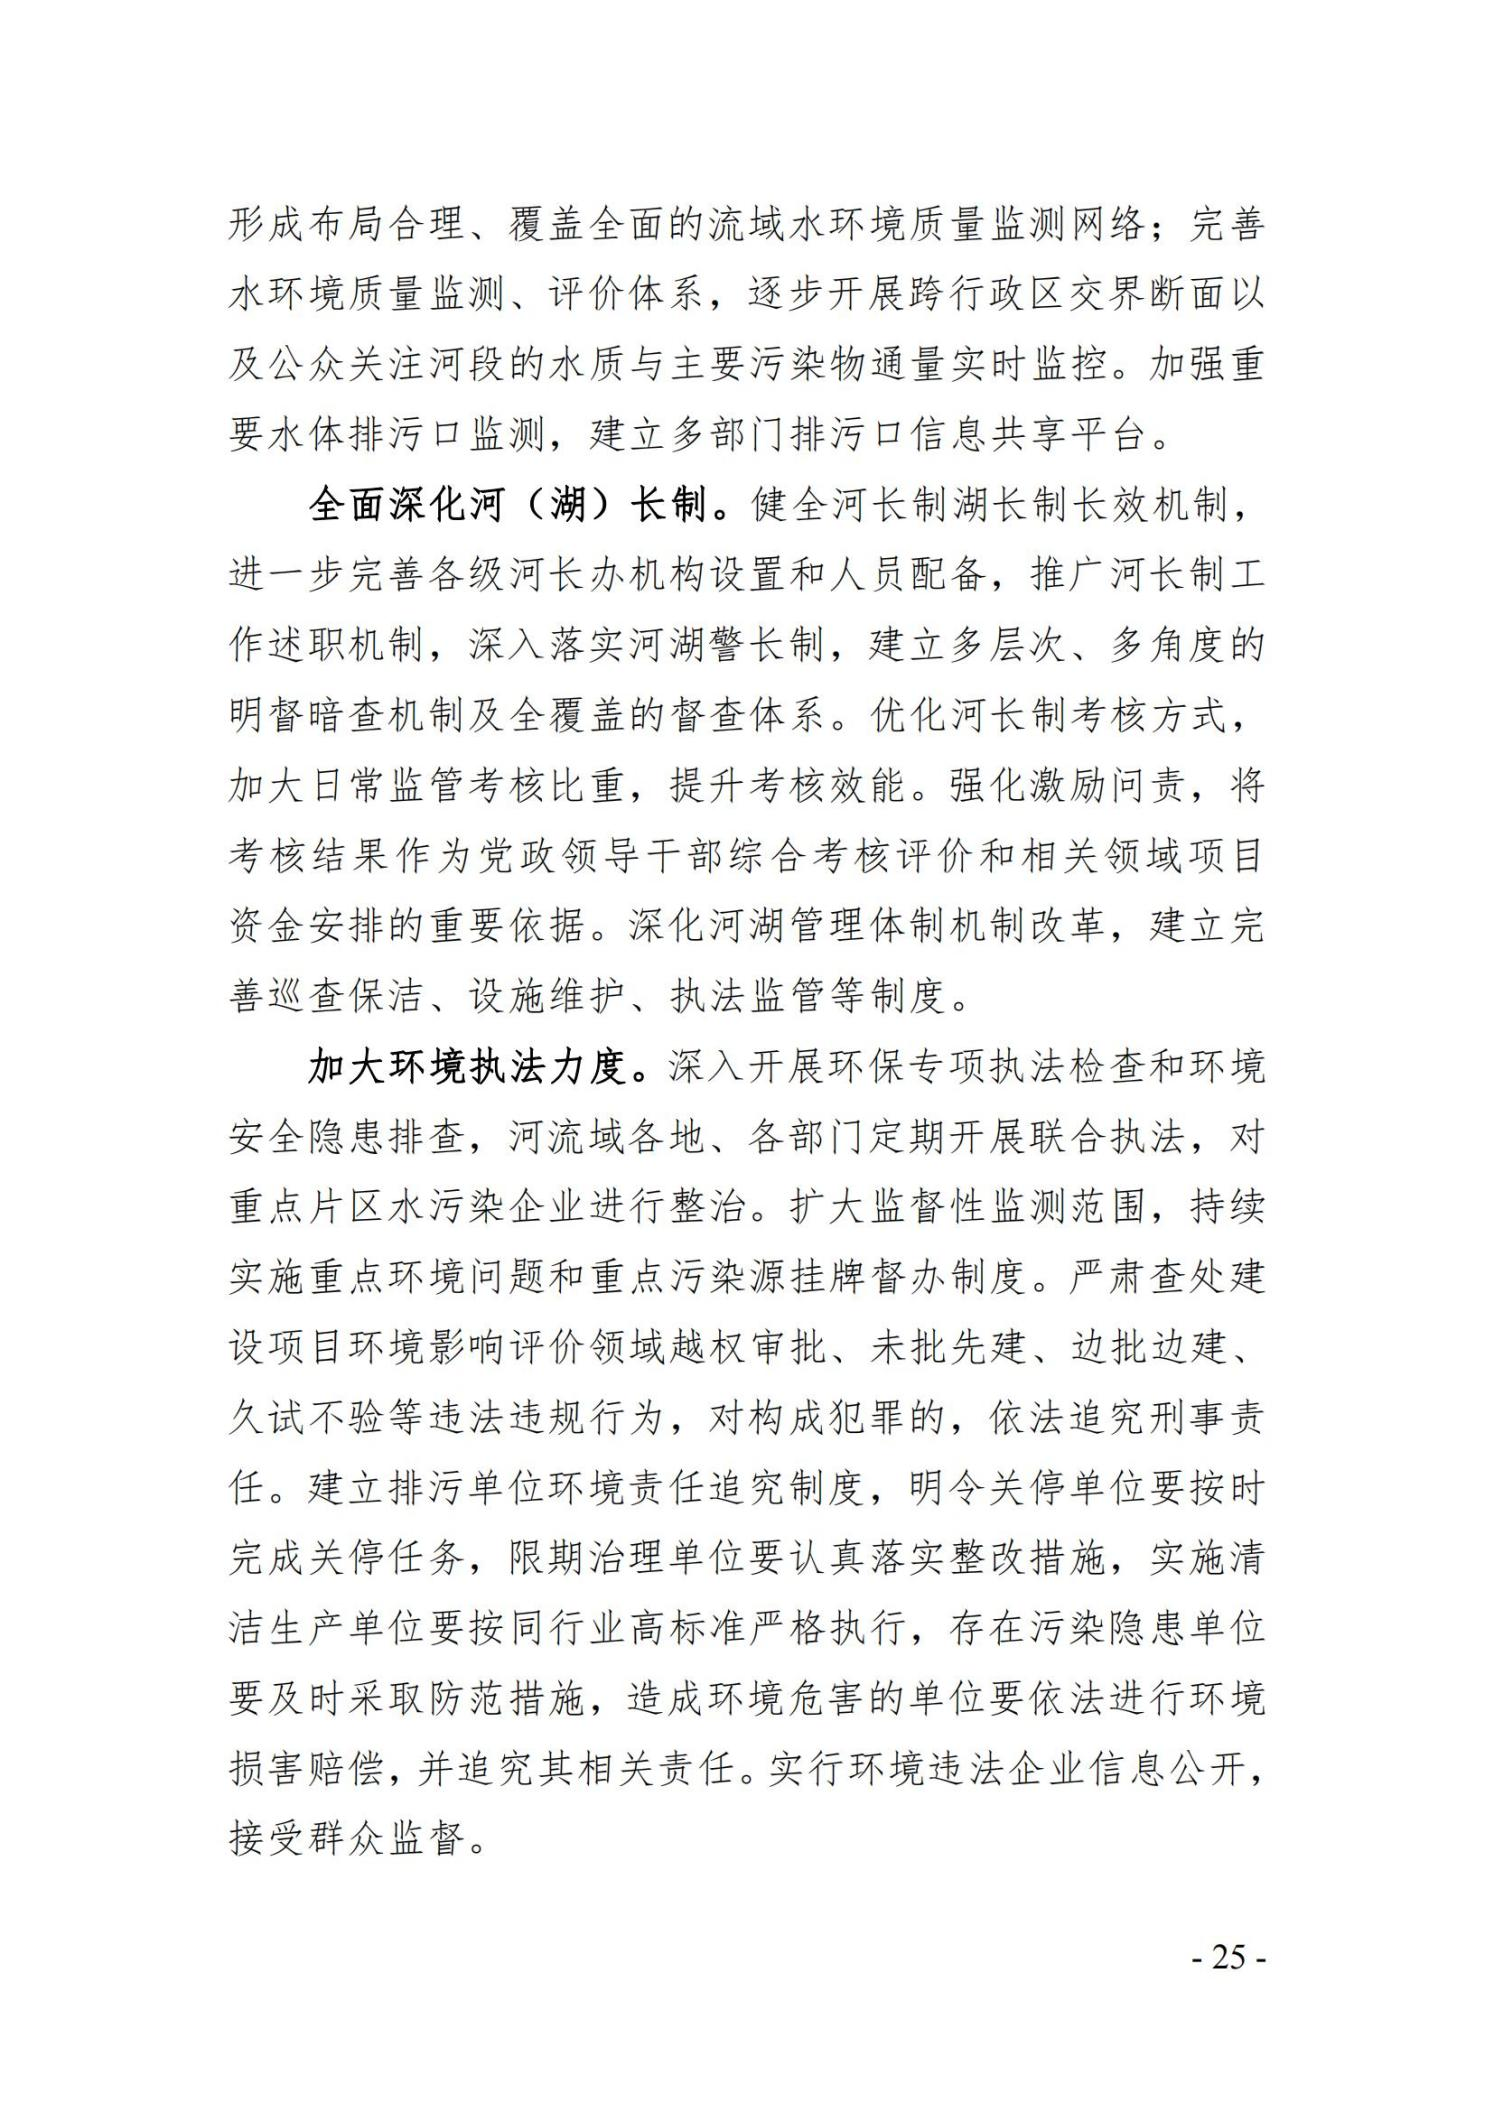 形成布局合理、覆盖全面的流域水环境质量监测网络；完善
水环境质量监测、评价体系，逐步开展跨行政区交界断面以
及公众关注河段的水质与主要污染物通量实时监控。加强重
要水体排污口监测，建立多部门排污口信息共享平台。
全面深化河（湖）长制。健全河长制湖长制长效机制，
进一步完善各级河长办机构设置和人员配备，推广河长制工
作述职机制，深入落实河湖警长制，建立多层次、多角度的
明督暗查机制及全覆盖的督查体系。优化河长制考核方式，
加大日常监管考核比重，提升考核效能。强化激励问责，将
考核结果作为党政领导干部综合考核评价和相关领域项目
资金安排的重要依据。深化河湖管理体制机制改革，建立完
善巡查保洁、设施维护、执法监管等制度。
加大环境执法力度。深入开展环保专项执法检查和环境
安全隐患排查，河流域各地、各部门定期开展联合执法，对
重点片区水污染企业进行整治。扩大监督性监测范围，持续
实施重点环境问题和重点污染源挂牌督办制度。严肃查处建
设项目环境影响评价领域越权审批、未批先建、边批边建、
久试不验等违法违规行为，对构成犯罪的，依法追究刑事责
任。建立排污单位环境责任追究制度，明令关停单位要按时
完成关停任务，限期治理单位要认真落实整改措施，实施清
洁生产单位要按同行业高标准严格执行，存在污染隐患单位
要及时采取防范措施，造成环境危害的单位要依法进行环境
损害赔偿，并追究其相关责任。实行环境违法企业信息公开，
接受群众监督。
- 25 -